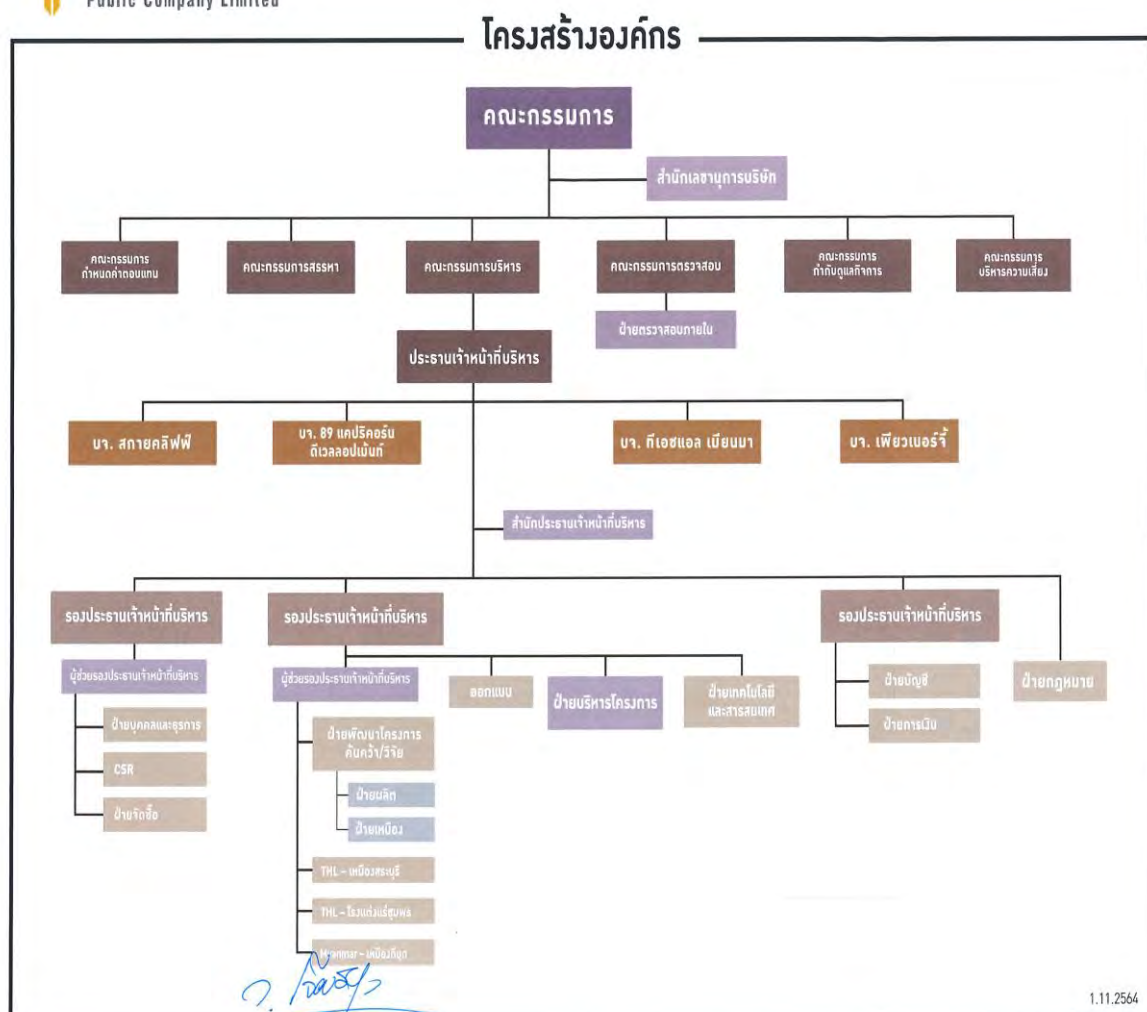 Public Company Limited
โครงสร้างองค์กร
คณะกรรมการ
สำนักเลขานุการบริษัท
คณะกรรมการ
กำหนดค่าตอบแทน
คณะกรรมการสรรหา
คณะกรรมการบริหาร
คณะกรรมการตรวจสอบ
คณะกรรมการ
กำกับดูแลกิจการ
คณะกรรมการ
บริหารความเสี่ยง
ฝ่ายตรวจสอบภายใน
ประธานเจ้าหน้าที่บริหาร
บจ. สกายคลิฟฟ์
บจ. 89 แคปริคอร์น
ดีเวลลอปเม้นท์
บจ. ทีเอชแอล เมียนมา
บจ. เพียวเบอร์จี้
สำนักประธานเจ้าหน้าที่บริหาร
รองประธานเจ้าหน้าที่บริหาร
รองประธานเจ้าหน้าที่บริหาร
รองประธานเจ้าหน้าที่บริหาร
ฝ่ายกฎหมาย
ผู้ช่วยรองประธานเจ้าหน้าที่บริหาร
ฝ่ายบุคคลและธุรการ
CSR
ฝ่ายจัดซื้อ
ผู้ช่วยรองประธานเจ้าหน้าที่บริหาร
ออกแบบ
ฝ่ายบริหารโครงการ
ฝ่ายเทคโนโลยี
และสารสนเทศ
ฝ่ายบัญชี
ฝ่ายการเงิน
ฝ่ายพัฒนาโครงการ
ค้นคว้า/วิจัย
ฝ่ายผลิต
ฝ่ายเหมือง
THL – เหมืองสระบุรี
THL – โรงแต่งแร่ชุมพร
Myanmar – เหมืองดีบุก
1.11.2564